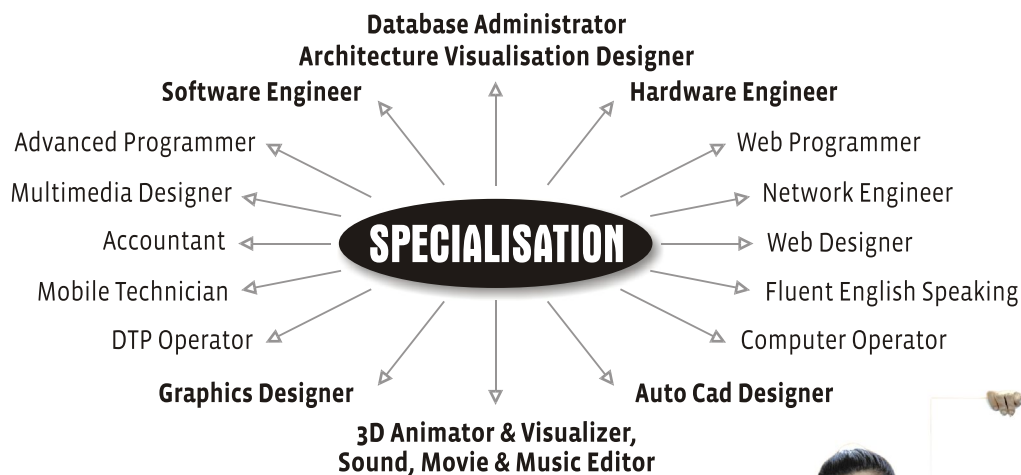 Database Administrator
Architecture Visualisation Designer
Software Engineer
Hardware Engineer
Advanced Programmer
Web Programmer
Multimedia Designer
Network Engineer
Accountant
SPECIALISATION
Web Designer
Mobile Technician
Fluent English Speaking
DTP Operator
Computer Operator
Graphics Designer
Auto Cad Designer
3D Animator & Visualizer,
Sound, Movie & Music Editor